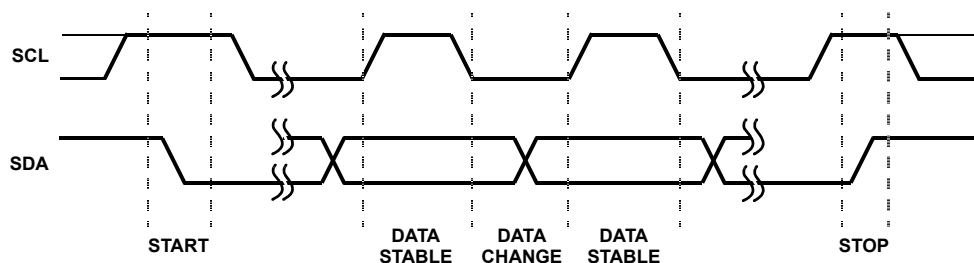 SCL
SDA
START
DATA STABLE
DATA CHANGE
DATA STABLE
STOP